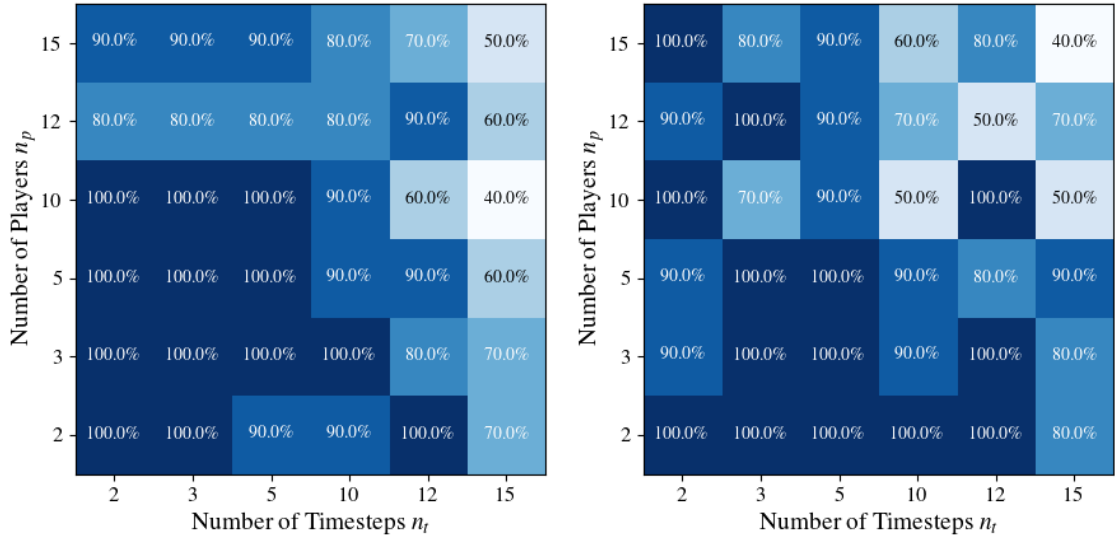 15 90.0% 90.0% 90.0% 80.0% 70.0% 50.0%
12 80.0% 80.0% 80.0% 80.0% 90.0% 60.0%
10 100.0% 100.0% 100.0% 90.0% 60.0% 40.0%
5 100.0% 100.0% 100.0% 90.0% 90.0% 60.0%
3 100.0% 100.0% 100.0% 100.0% 80.0% 70.0%
2 100.0% 100.0% 90.0% 90.0% 100.0% 70.0%
2 3 5 10 12 15
Number of Players n_p
Number of Timesteps n_t
15 100.0% 80.0% 90.0% 60.0% 80.0% 40.0%
12 90.0% 100.0% 90.0% 70.0% 50.0% 70.0%
10 100.0% 70.0% 90.0% 50.0% 100.0% 50.0%
5 90.0% 100.0% 100.0% 90.0% 80.0% 90.0%
3 90.0% 100.0% 100.0% 90.0% 100.0% 80.0%
2 100.0% 100.0% 100.0% 100.0% 100.0% 80.0%
2 3 5 10 12 15
Number of Players n_p
Number of Timesteps n_t